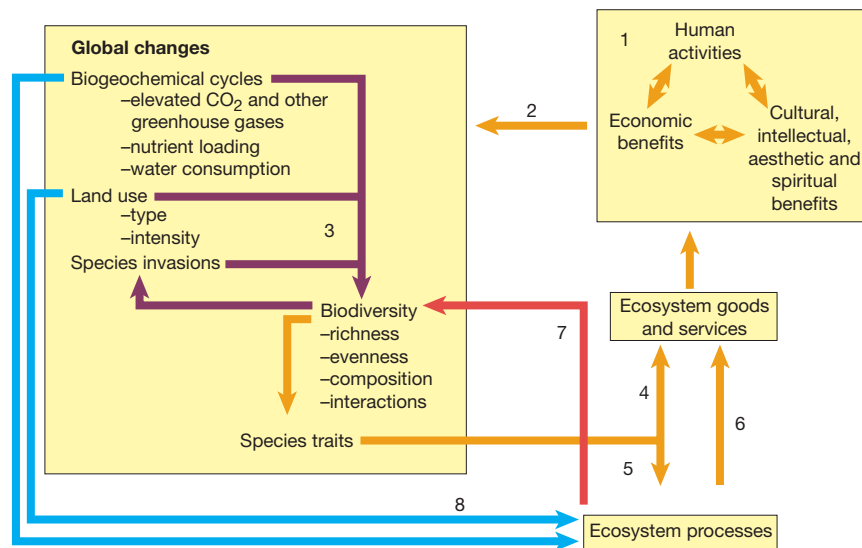 Global changes
Biogeochemical cycles
–elevated CO2 and other
greenhouse gases
–nutrient loading
–water consumption
Land use
–type
–intensity
Species invasions
3
Biodiversity
–richness
–evenness
–composition
–interactions
Species traits
2
1
Human
activities
Economic
benefits
Cultural,
intellectual,
aesthetic and
spiritual
benefits
Ecosystem goods
and services
7
4
6
5
8
Ecosystem processes